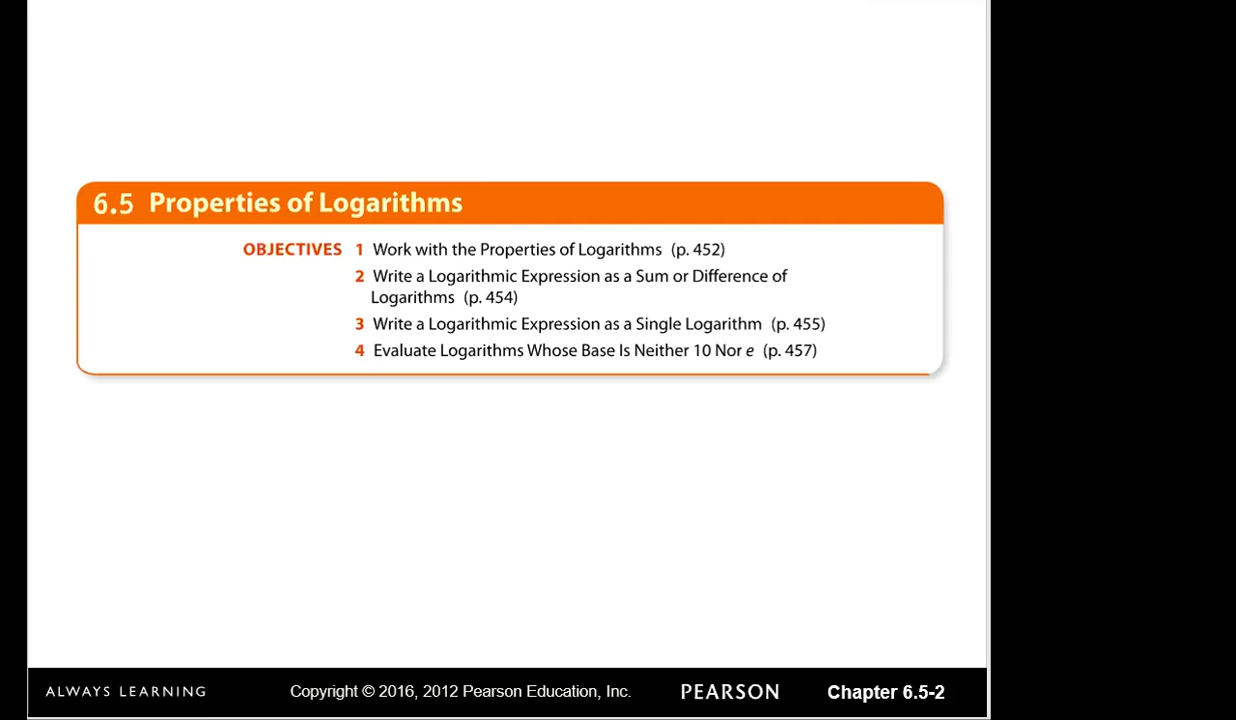 6.5 Properties of Logarithms
OBJECTIVES 1 Work with the Properties of Logarithms (p. 452)
2 Write a Logarithmic Expression as a Sum or Difference of
Logarithms (p. 454)
3 Write a Logarithmic Expression as a Single Logarithm (p. 455)
4 Evaluate Logarithms Whose Base Is Neither 10 Nor e (p. 457)
ALWAYS LEARNING Copyright © 2016, 2012 Pearson Education, Inc. PEARSON Chapter 6.5-2